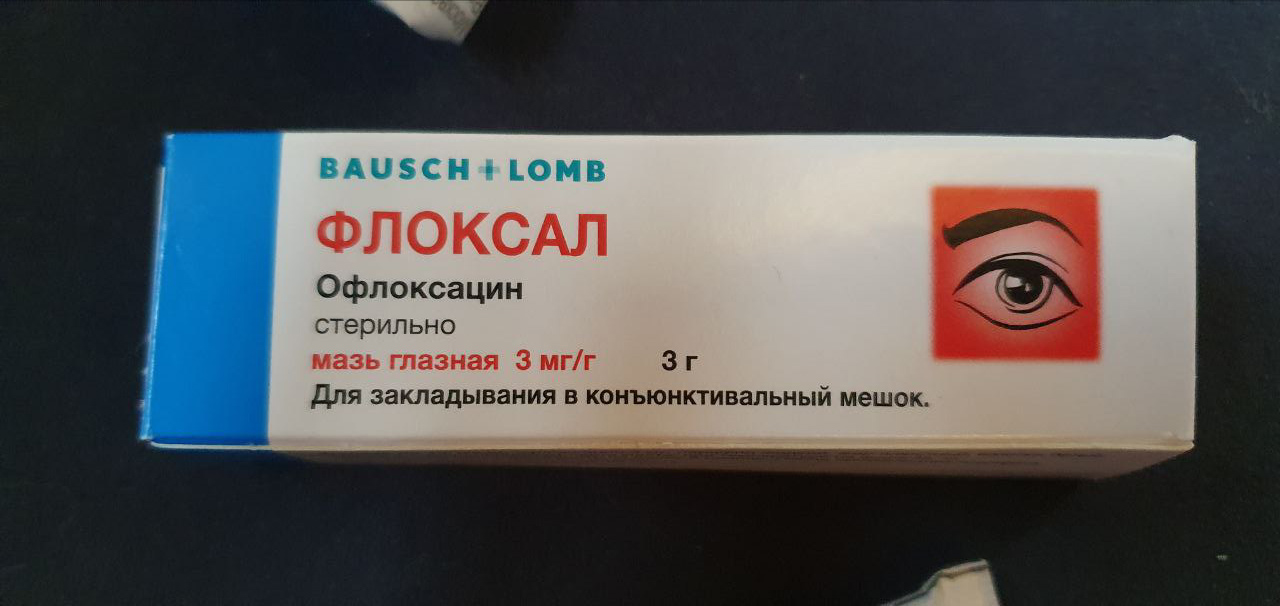 BAUSCH + LOMB
ФЛОКСАЛ
Офлоксацин
стерильно
мазь глазная 3 мг/г 3 г
Для закладывания в конъюнктивальный мешок.